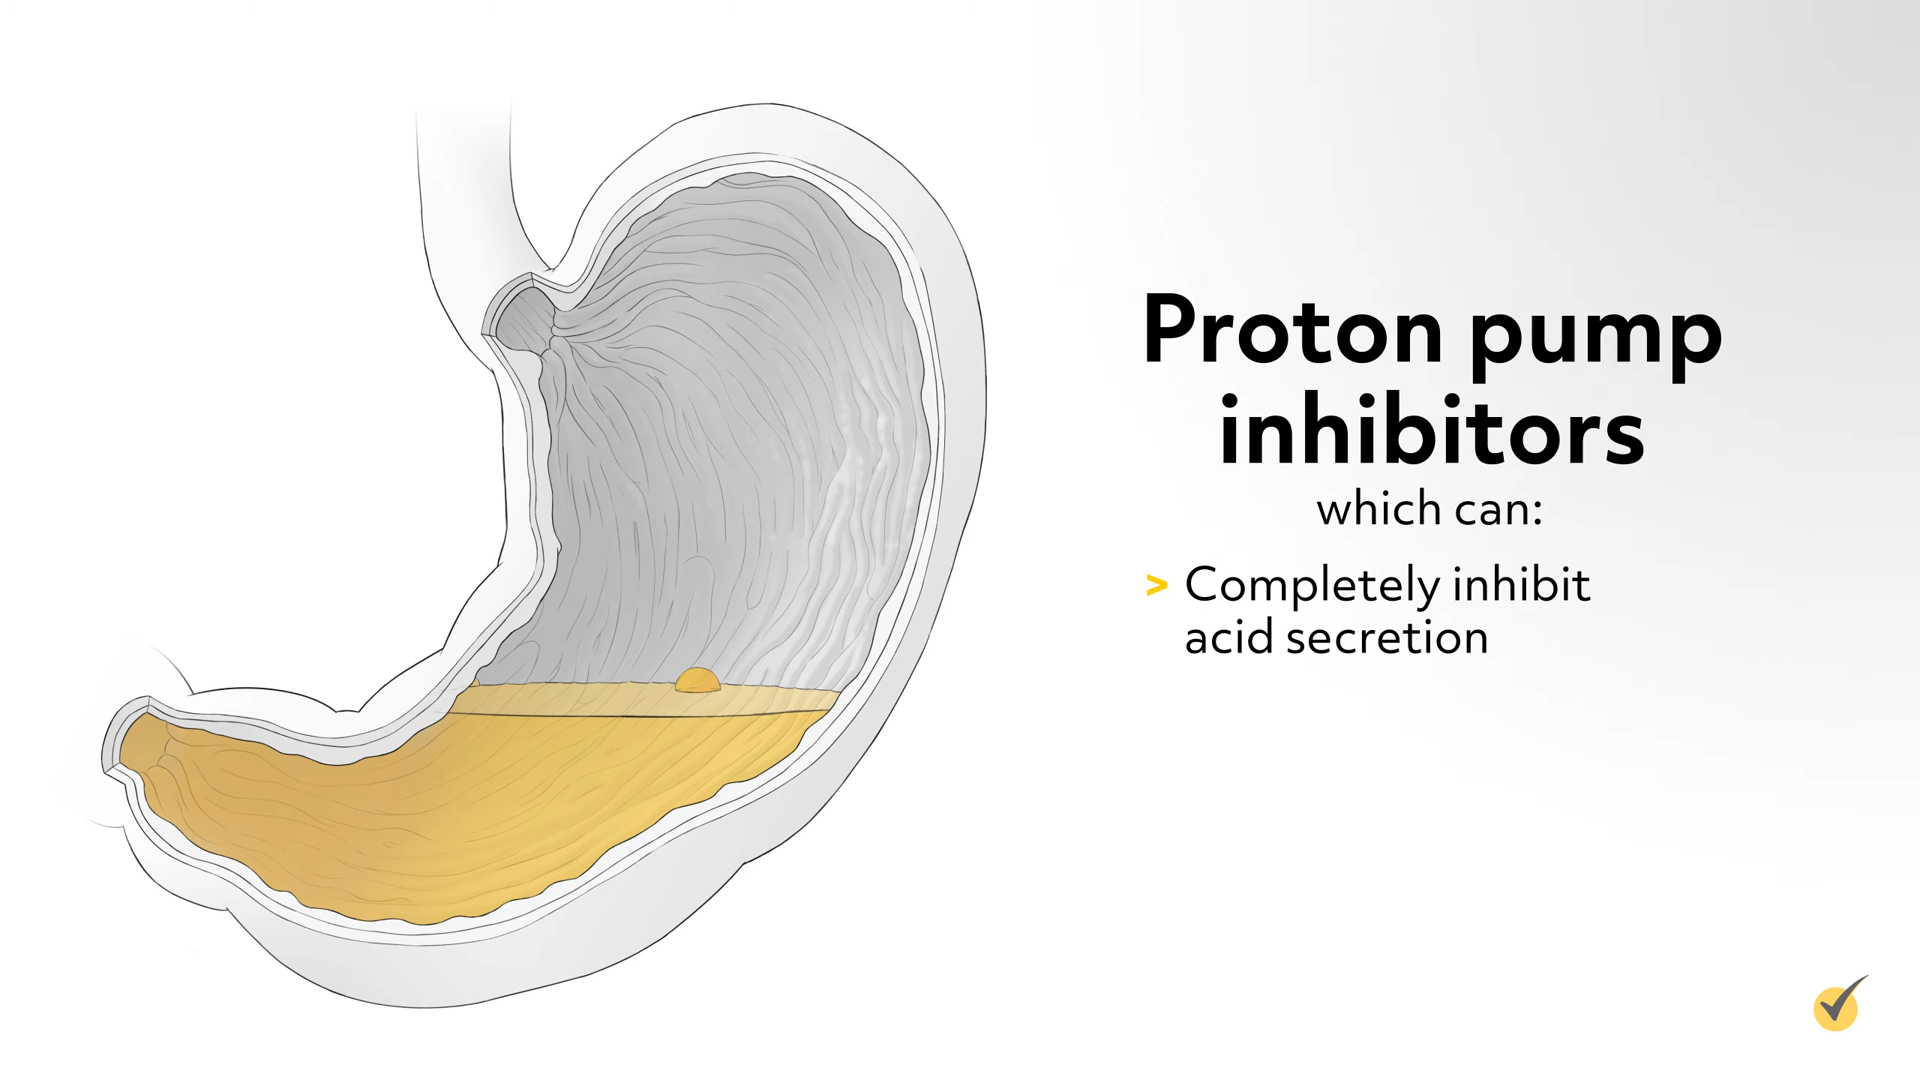 Proton pump
inhibitors
which can:
> Completely inhibit
acid secretion